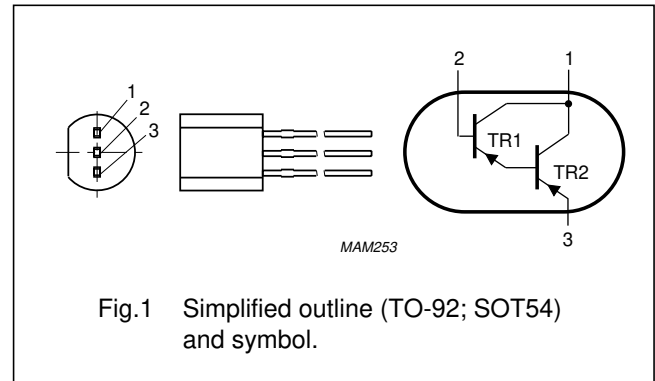 1
2
3
2 1
TR1
TR2
3
MAM253
Fig.1 Simplified outline (TO-92; SOT54)
and symbol.